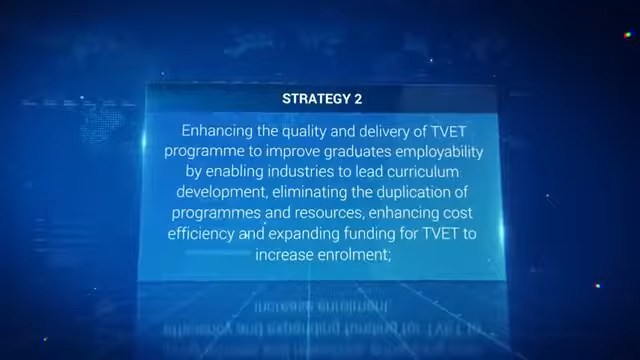 STRATEGY 2
Enhancing the quality and delivery of TVET
programme to improve graduates employability
by enabling industries to lead curriculum
development, eliminating the duplication of
programmes and resources, enhancing cost
efficiency and expanding funding for TVET to
increase enrolment;